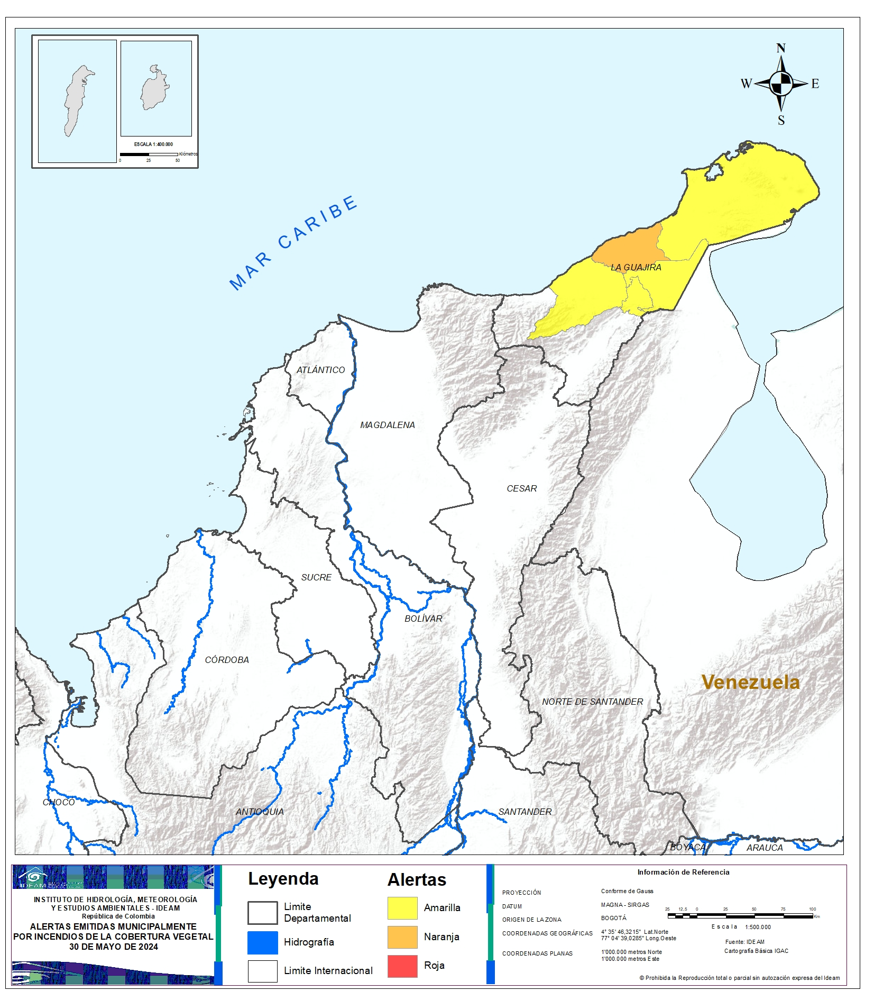 ESCALA 1:400.000
Kilómetros
0 25 50
N
W E
S
MAR CARIBE
LA GUAJIRA
ATLÁNTICO
MAGDALENA
CESAR
SUCRE
BOLÍVAR
CÓRDOBA
Venezuela
NORTE DE SANTANDER
CHOCÓ
ANTIOQUIA
SANTANDER
BOYACÁ
ARAUCA
IDEAM
INSTITUTO DE HIDROLOGÍA, METEOROLOGÍA
Y ESTUDIOS AMBIENTALES - IDEAM
República de Colombia
ALERTAS EMITIDAS MUNICIPALMENTE
POR INCENDIOS DE LA COBERTURA VEGETAL
30 DE MAYO DE 2024
Leyenda
Limite
Departamental
Hidrografía
Limite Internacional
Alertas
Amarilla
Naranja
Roja
Información de Referencia
PROYECCIÓN Conforme de Gauss
DATUM MAGNA - SIRGAS
ORIGEN DE LA ZONA BOGOTÁ
COORDENADAS GEOGRÁFICAS 4° 35' 46,3215" Lat.Norte
77° 04' 39,0285" Long.Oeste
COORDENADAS PLANAS 1'000.000 metros Norte
1'000.000 metros Este
25 12,5 0 25 50 75 100
Km
Escala 1:500.000
Fuente: IDEAM
Cartografía Básica IGAC
© Prohibida la Reproducción total o parcial sin autozación expresa del Ideam